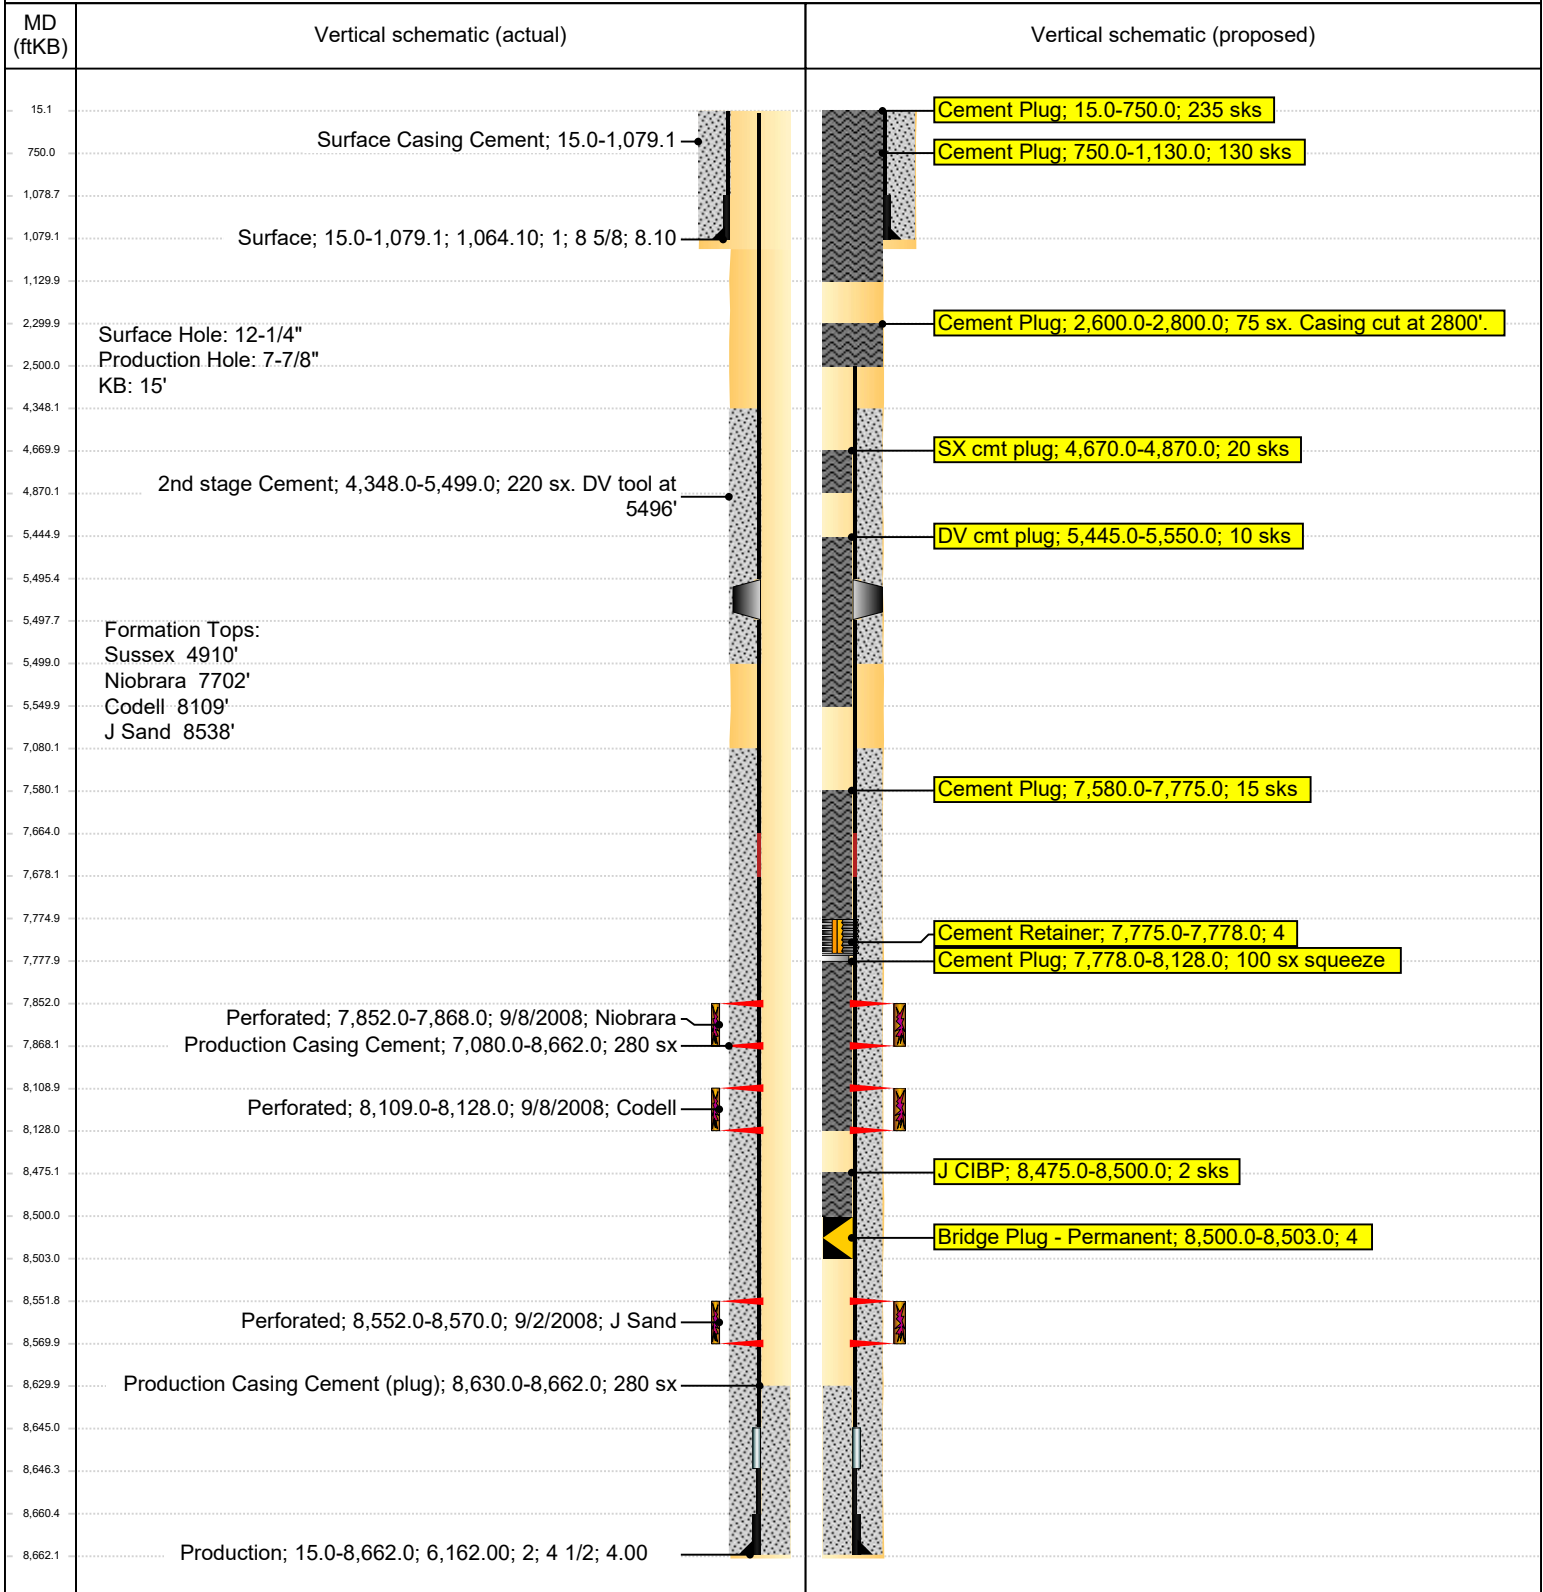 MD
(ftKB)
Vertical schematic (actual)
Vertical schematic (proposed)
15.1
Cement Plug; 15.0-750.0; 235 sks
Surface Casing Cement; 15.0-1,079.1
750.0
Cement Plug; 750.0-1,130.0; 130 sks
1,078.7
1,079.1
Surface; 15.0-1,079.1; 1,064.10; 1; 8 5/8; 8.10
1,129.9
2,299.9
Cement Plug; 2,600.0-2,800.0; 75 sx. Casing cut at 2800'.
Surface Hole: 12-1/4"
Production Hole: 7-7/8"
KB: 15'
2,500.0
4,348.1
4,669.9
SX cmt plug; 4,670.0-4,870.0; 20 sks
2nd stage Cement; 4,348.0-5,499.0; 220 sx. DV tool at
5496'
4,870.1
5,444.9
DV cmt plug; 5,445.0-5,550.0; 10 sks
5,495.4
5,497.7
Formation Tops:
Sussex 4910'
Niobrara 7702'
Codell 8109'
J Sand 8538'
5,499.0
5,549.9
7,080.1
7,580.1
Cement Plug; 7,580.0-7,775.0; 15 sks
7,664.0
7,678.1
7,774.9
Cement Retainer; 7,775.0-7,778.0; 4
7,777.9
Cement Plug; 7,778.0-8,128.0; 100 sx squeeze
7,852.0
Perforated; 7,852.0-7,868.0; 9/8/2008; Niobrara
7,868.1
Production Casing Cement; 7,080.0-8,662.0; 280 sx
8,108.9
Perforated; 8,109.0-8,128.0; 9/8/2008; Codell
8,128.0
8,475.1
J CIBP; 8,475.0-8,500.0; 2 sks
8,500.0
Bridge Plug - Permanent; 8,500.0-8,503.0; 4
8,503.0
8,551.8
Perforated; 8,552.0-8,570.0; 9/2/2008; J Sand
8,569.9
8,629.9
Production Casing Cement (plug); 8,630.0-8,662.0; 280 sx
8,645.0
8,646.3
8,660.4
8,662.1
Production; 15.0-8,662.0; 6,162.00; 2; 4 1/2; 4.00